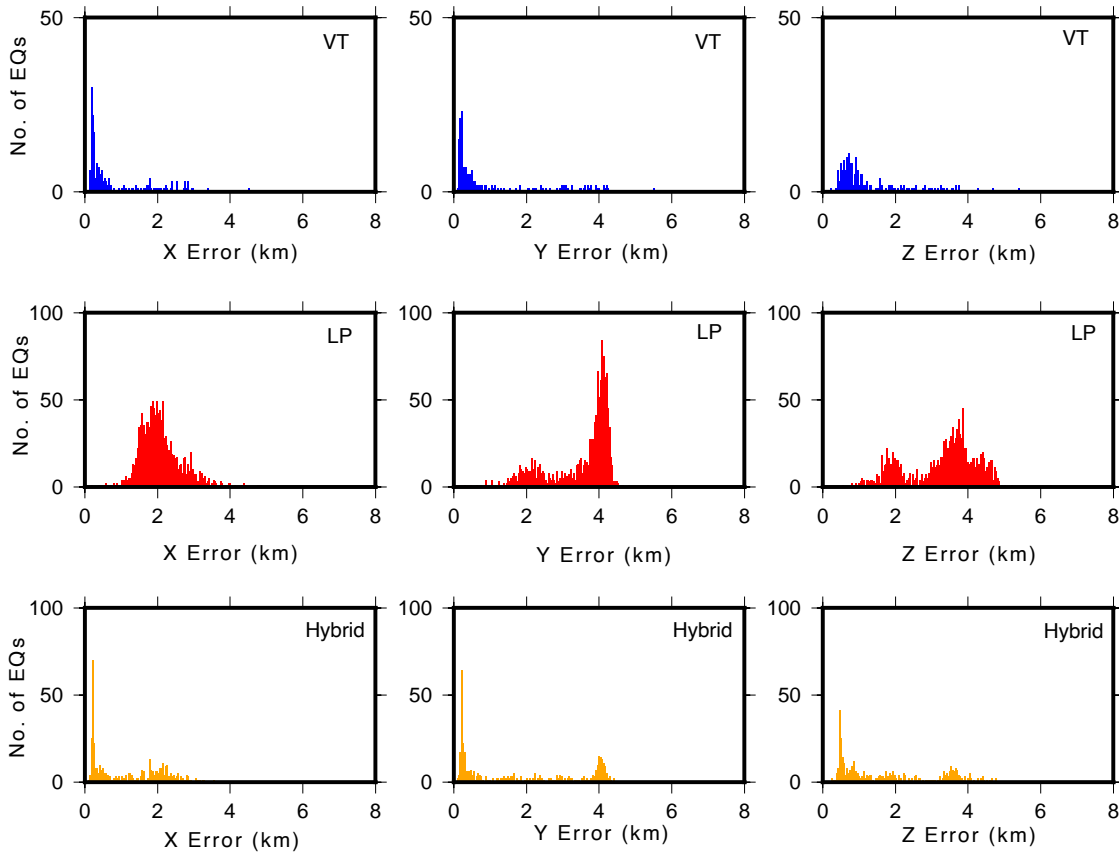 No. of EQs
50
0
VT
0 2 4 6 8
X Error (km)
50
0
VT
0 2 4 6 8
Y Error (km)
50
0
VT
0 2 4 6 8
Z Error (km)
No. of EQs
100
50
0
LP
0 2 4 6 8
X Error (km)
100
50
0
LP
0 2 4 6 8
Y Error (km)
100
50
0
LP
0 2 4 6 8
Z Error (km)
No. of EQs
100
50
0
Hybrid
0 2 4 6 8
X Error (km)
100
50
0
Hybrid
0 2 4 6 8
Y Error (km)
100
50
0
Hybrid
0 2 4 6 8
Z Error (km)